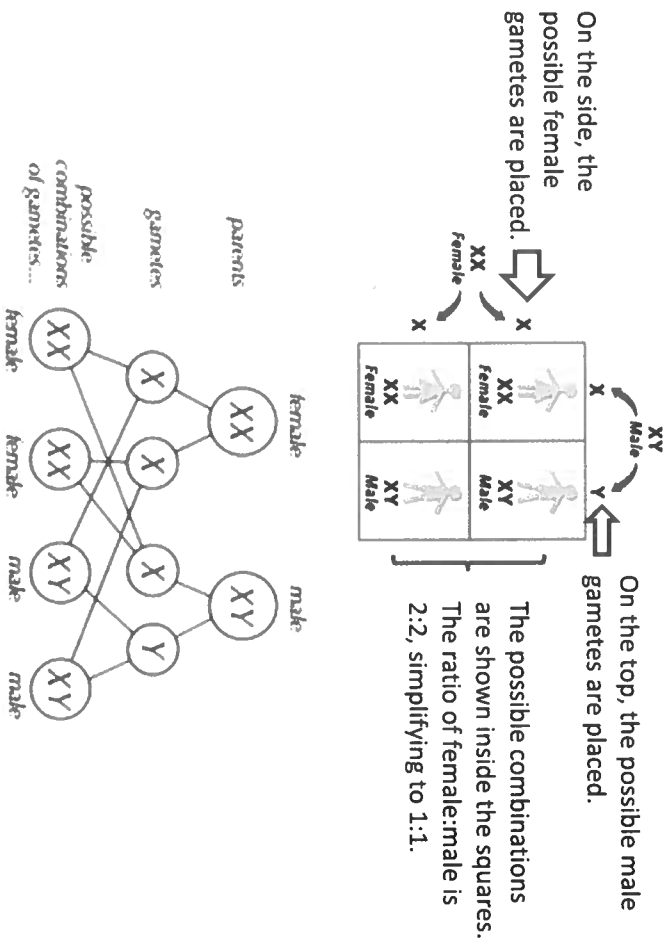 XY
Male
On the top, the possible male
gametes are placed.
On the side, the
possible female
gametes are placed.
X
Y
XX
Female
X
XX
Female
XY
Male
X
XX
Female
XY
Male
The possible combinations
are shown inside the squares.
The ratio of female:male is
2:2, simplifying to 1:1.
female
male
parents
XX
XY
gametes
X
X
X
Y
possible
combinations
of gametes...
XX
XX
XY
XY
female
female
male
male